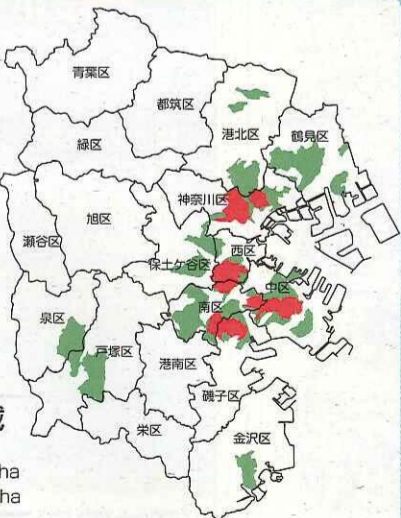 青葉区
都筑区
港北区
鶴見区
緑区
神奈川区
旭区
瀬谷区
西区
保土ケ谷区
中区
南区
泉区
戸塚区
港南区
磯子区
栄区
金沢区
域
ha
ha